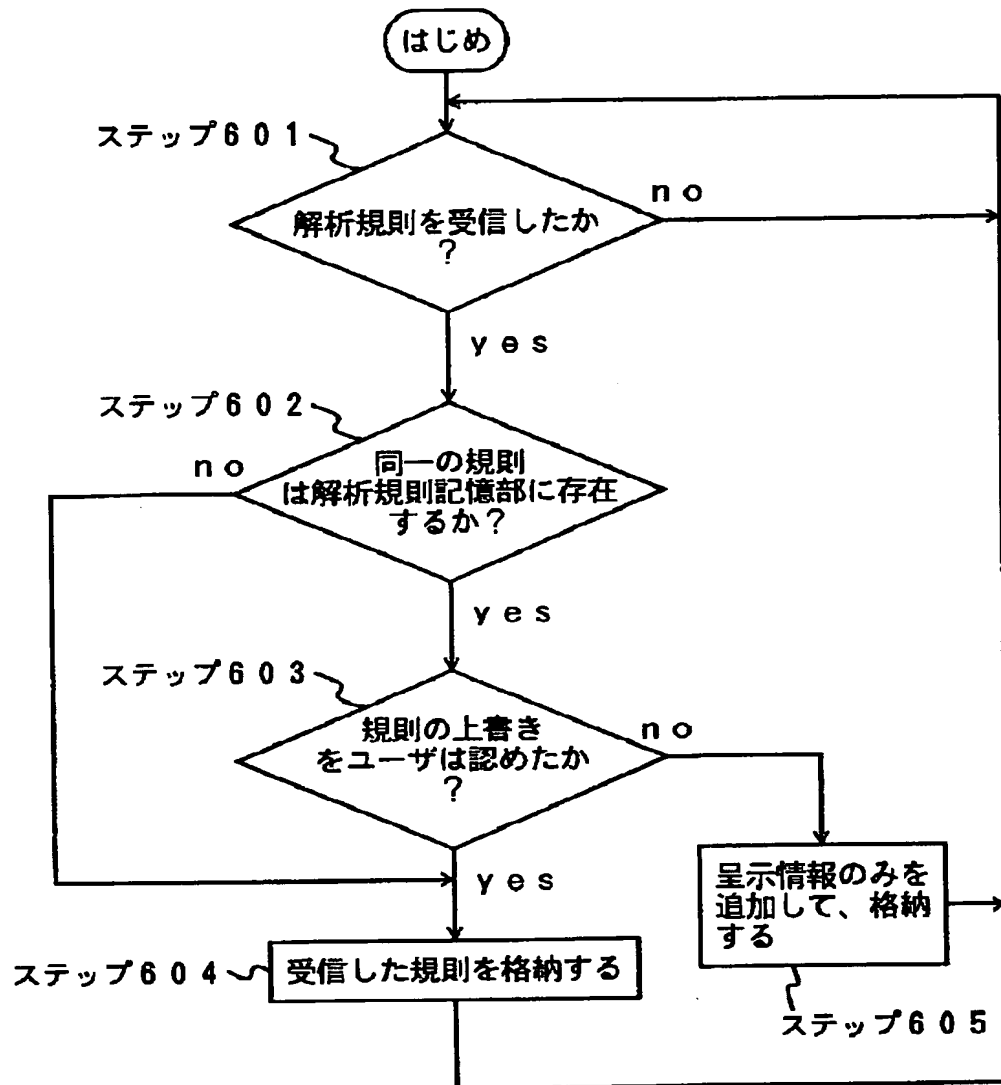 はじめ
ステップ601
no
解析規則を受信したか
?
yes
ステップ602
no
同一の規則
は解析規則記憶部に存在
するか?
yes
ステップ603
no
規則の上書き
をユーザは認めたか
?
yes
呈示情報のみを
追加して、格納
する
ステップ604
受信した規則を格納する
ステップ605